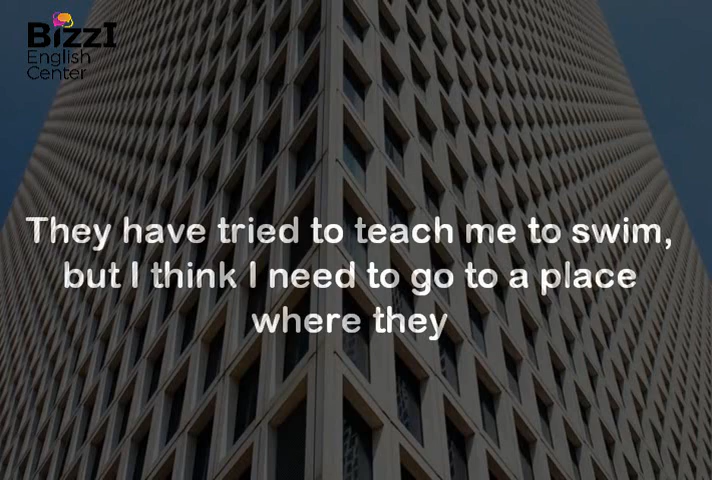 BizzI
English
Center
They have tried to teach me to swim,
but I think I need to go to a place
where they